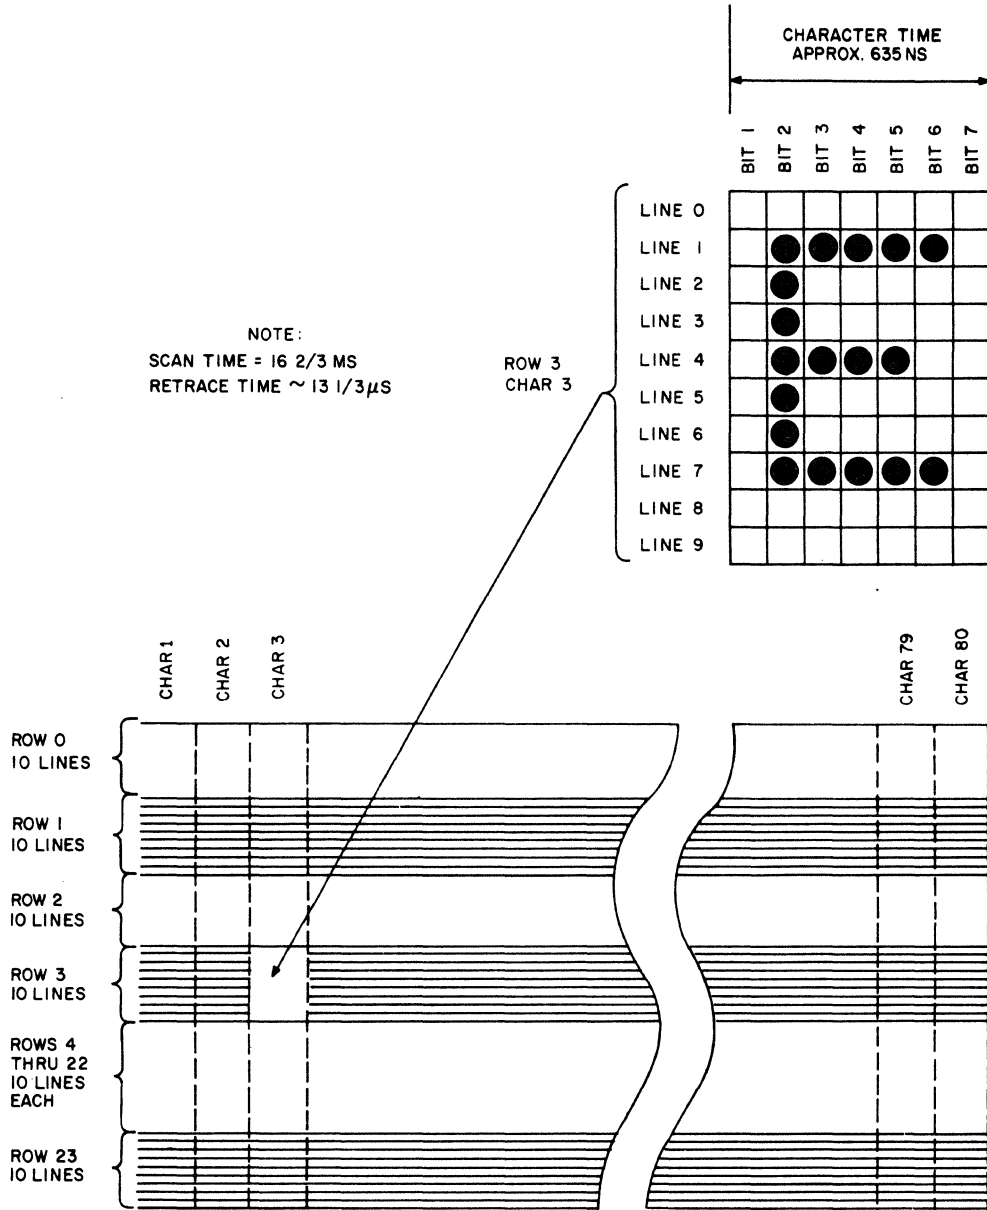 CHARACTER TIME
APPROX. 635 NS
BIT 1
BIT 2
BIT 3
BIT 4
BIT 5
BIT 6
BIT 7
LINE 0
LINE 1
LINE 2
LINE 3
LINE 4
LINE 5
LINE 6
LINE 7
LINE 8
LINE 9
NOTE:
SCAN TIME = 16 2/3 MS
RETRACE TIME ~ 13 1/3 µS
ROW 3
CHAR 3
CHAR 1
CHAR 2
CHAR 3
CHAR 79
CHAR 80
ROW 0
10 LINES
ROW 1
10 LINES
ROW 2
10 LINES
ROW 3
10 LINES
ROWS 4
THRU 22
10 LINES
EACH
ROW 23
10 LINES